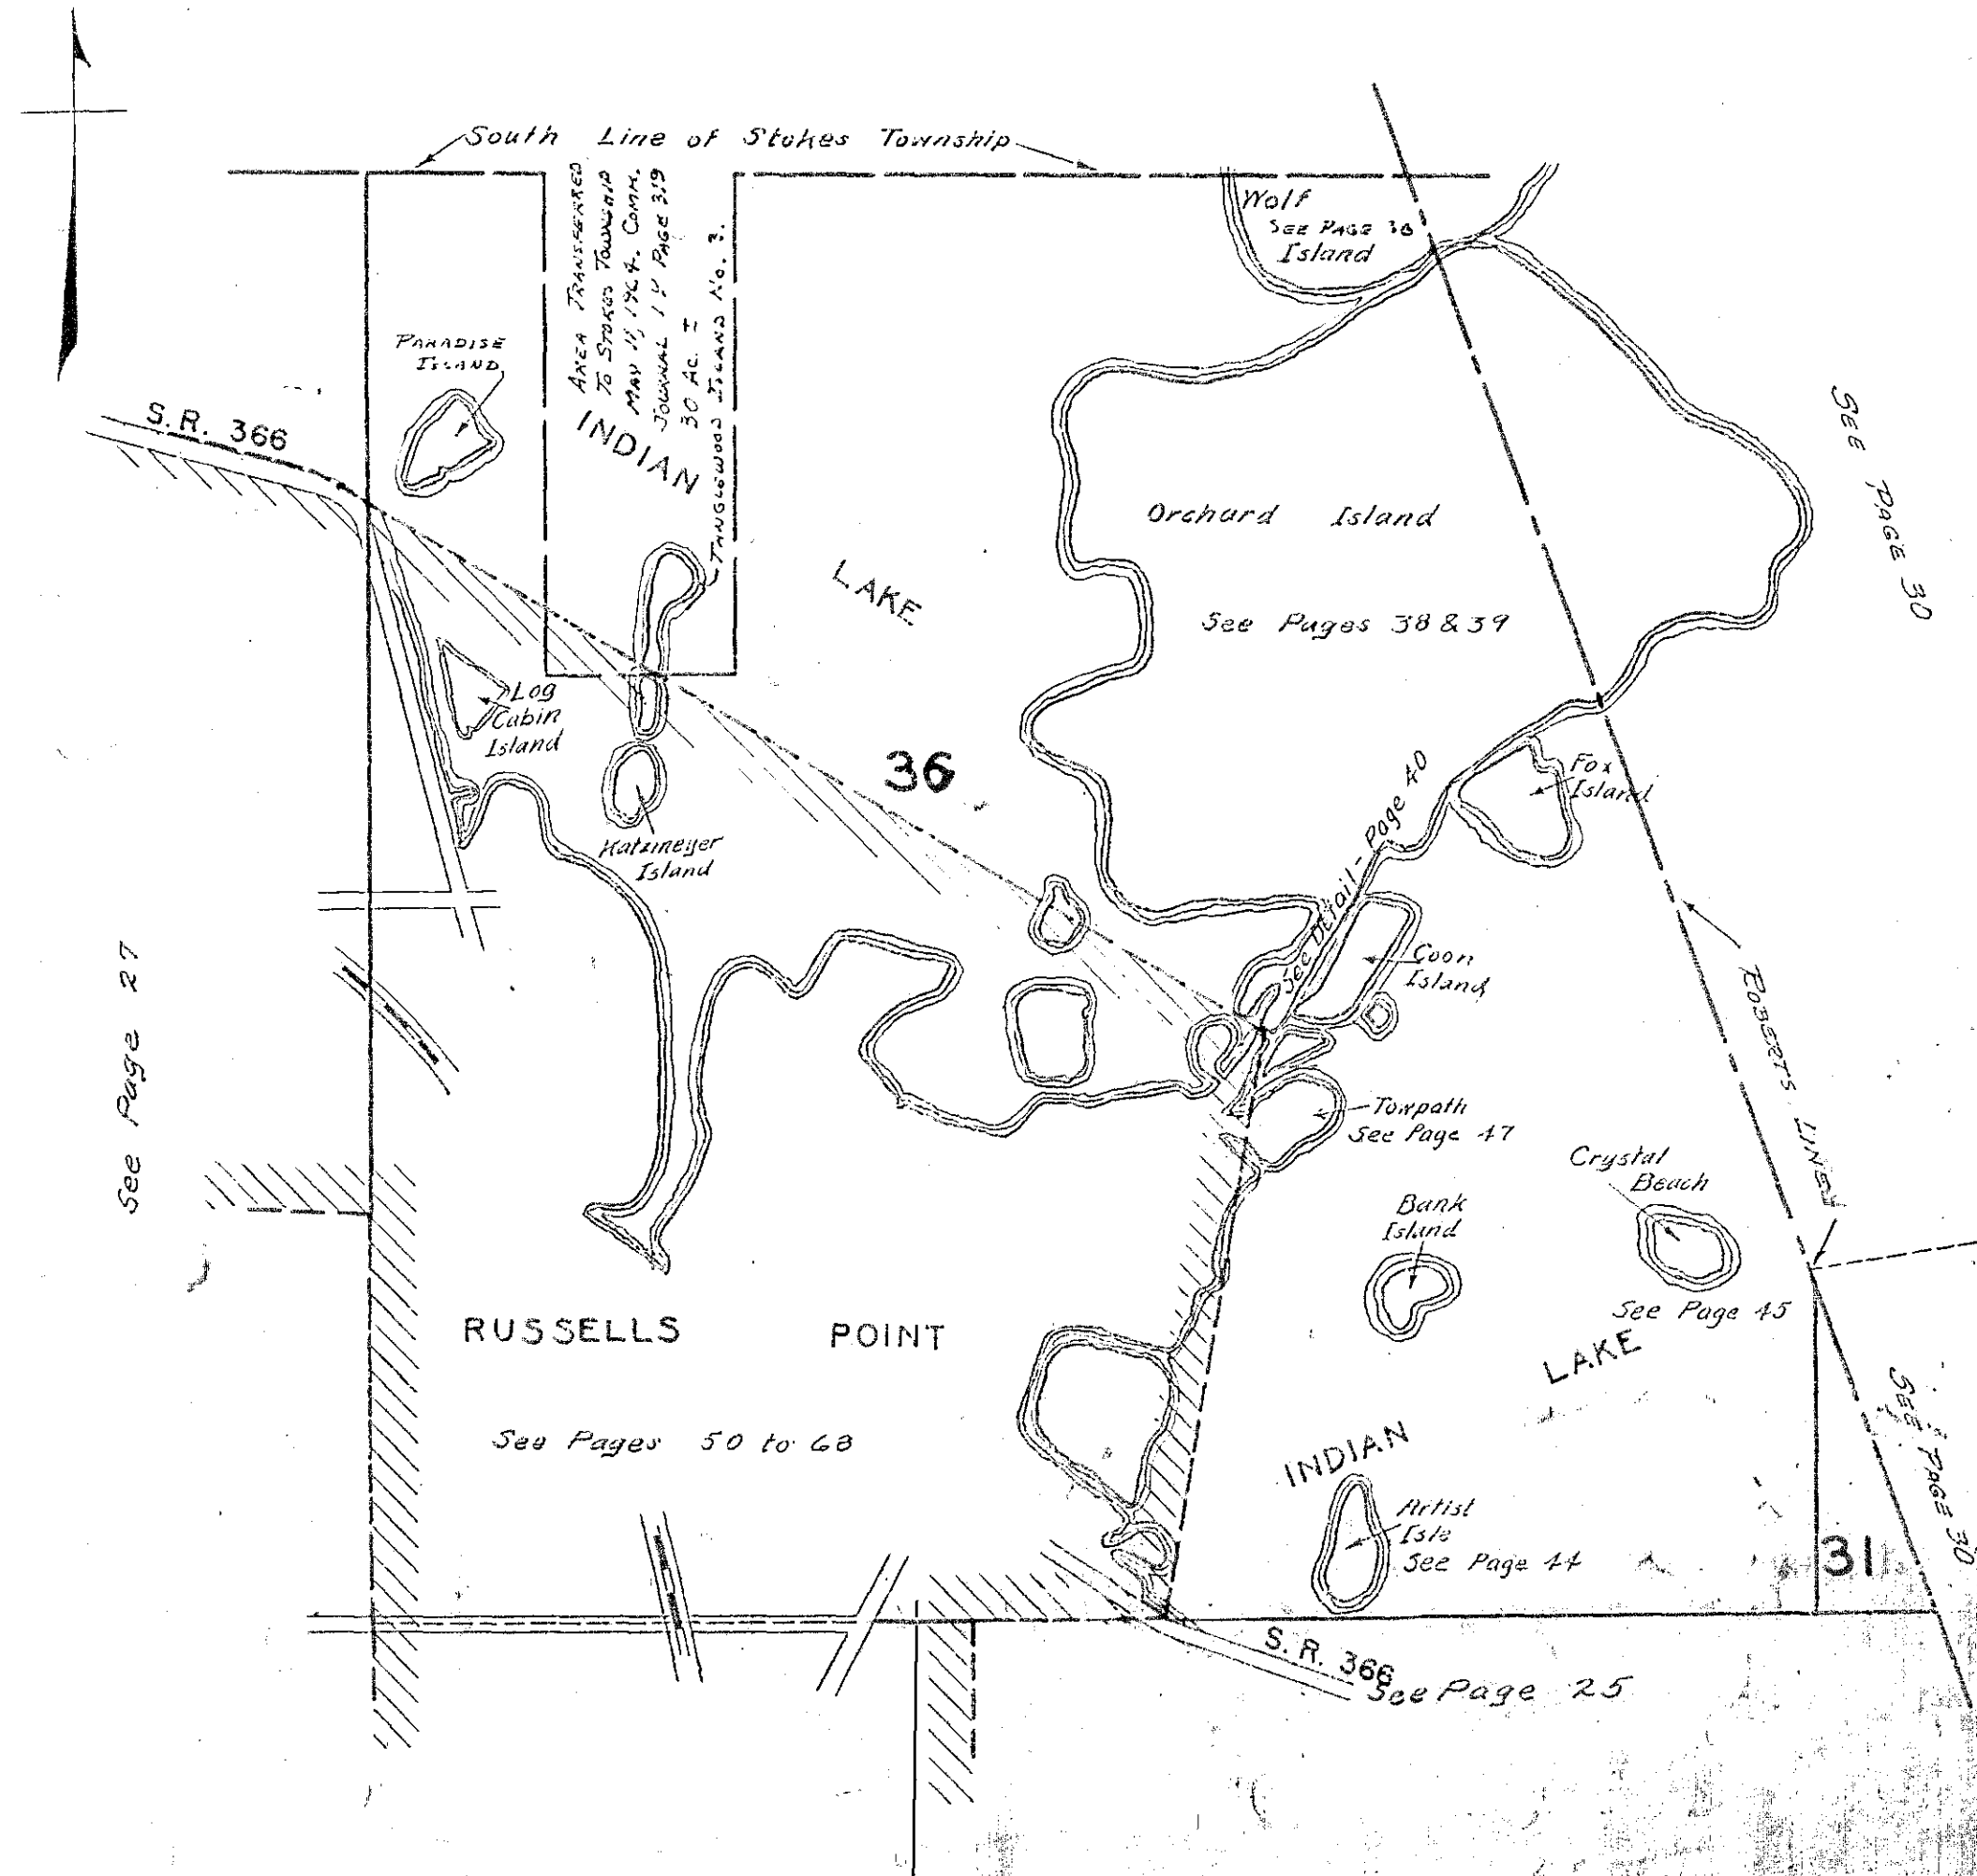 South Line of Stokes Township
AREA TRANSFERRED
TO STOKES TOWNSHIP
MAY 11, 1964. COMM.
JOURNAL PAGE 319
30 AC. ±
TANGLEWOOD ISLAND No.
Wolf
SEE PAGE
Island
PARADISE
ISLAND
S.R. 366
INDIAN
LAKE
Orchard Island
See Pages 38 & 39
SEE PAGE 30
Log
Cabin
Island
36
Katzmeyer
Island
See Detail - Page 40
Fox
Island
Coon
Island
ROBERTS LINE
See Page 27
Towpath
See Page 47
Crystal
Beach
Bank
Island
See Page 45
RUSSELLS POINT
LAKE
See Pages 50 to 68
INDIAN
SEE PAGE 30
Artist
Isle
See Page 44
31
S.R. 366
See Page 25